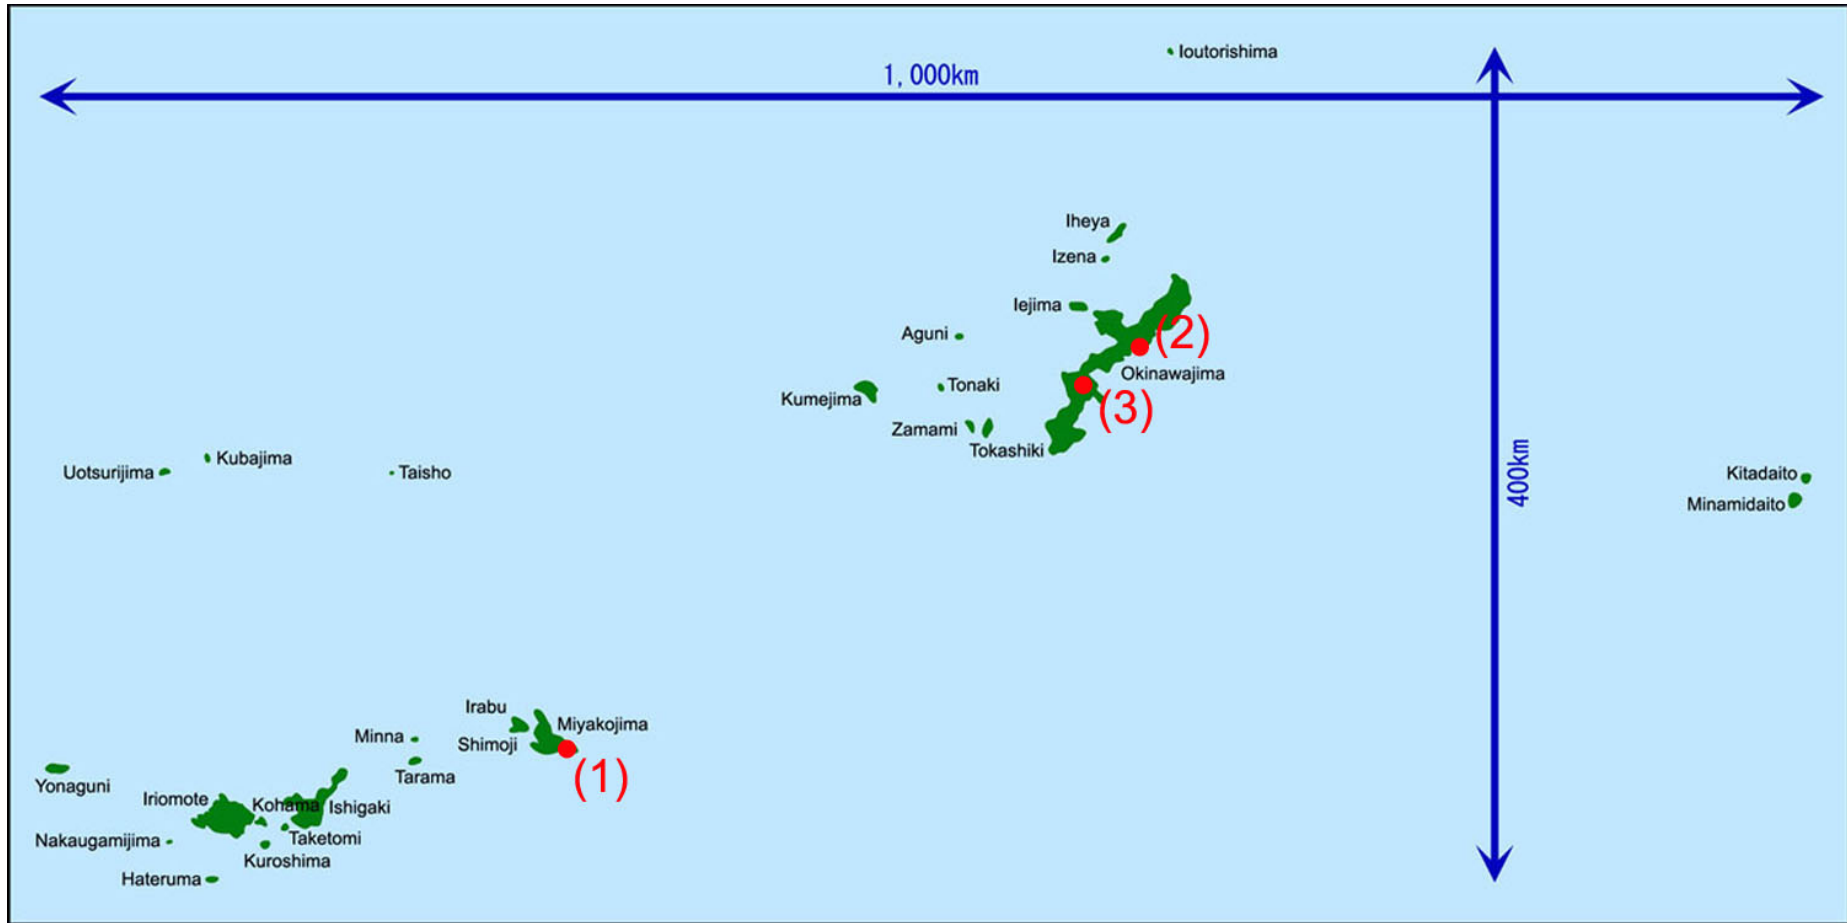 Ioutorishima
1,000km
Iheya
Izena
Iejima
(2)
Aguni
Okinawajima
Tonaki
Kumejima
(3)
Zamami
Tokashiki
Kubajima
Uotsurijima
Taisho
400km
Kitadaito
Minamidaito
Irabu
Miyakojima
Minna
Shimoji
(1)
Tarama
Yonaguni
Iriomote
Kohama
Ishigaki
Nakaugamijima
Taketomi
Kuroshima
Hateruma